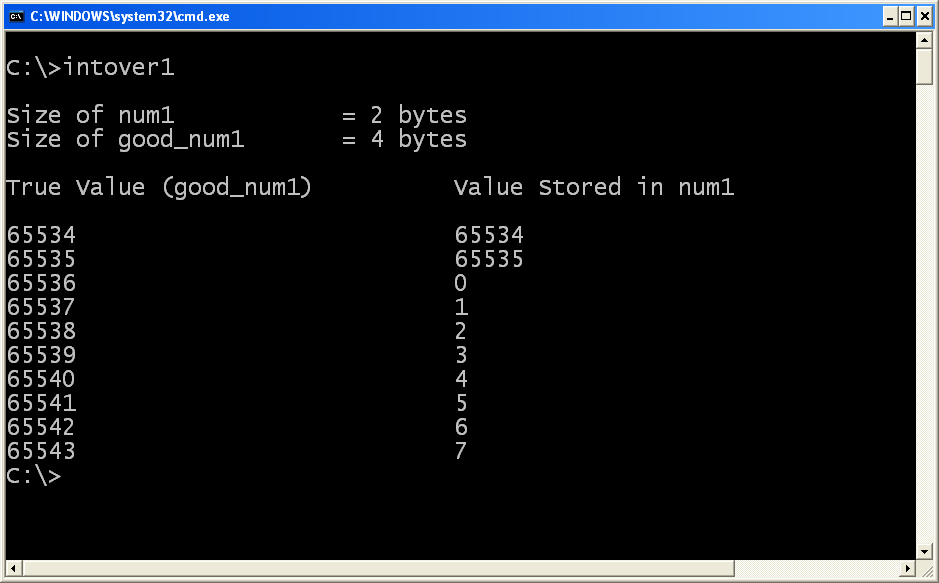 C:\WINDOWS\system32\cmd.exe
C:\>intover1
Size of num1 = 2 bytes
Size of good_num1 = 4 bytes
True Value (good_num1) Value Stored in num1
65534 65534
65535 65535
65536 0
65537 1
65538 2
65539 3
65540 4
65541 5
65542 6
65543 7
C:\>